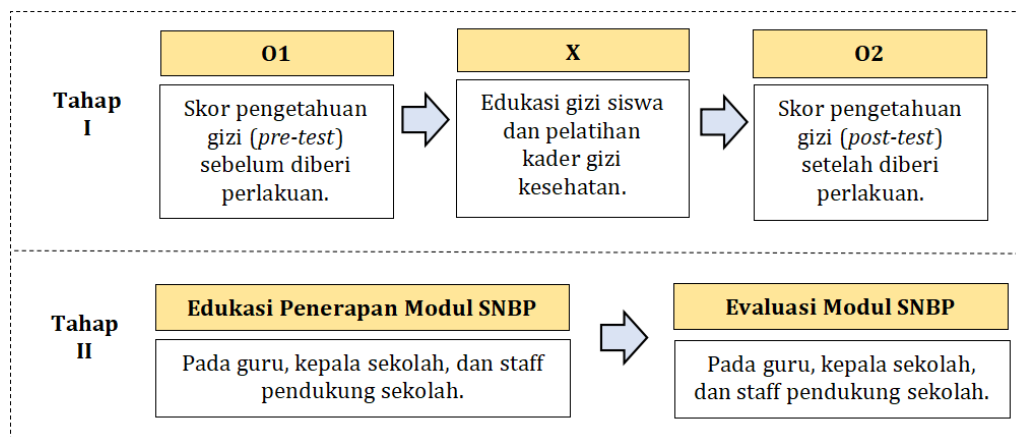 O1
X
O2
Tahap
I
Skor pengetahuan
gizi (pre-test)
sebelum diberi
perlakuan.
Edukasi gizi siswa
dan pelatihan
kader gizi
kesehatan.
Skor pengetahuan
gizi (post-test)
setelah diberi
perlakuan.
Tahap
II
Edukasi Penerapan Modul SNBP
Pada guru, kepala sekolah, dan staff
pendukung sekolah.
Evaluasi Modul SNBP
Pada guru, kepala sekolah,
dan staff pendukung sekolah.